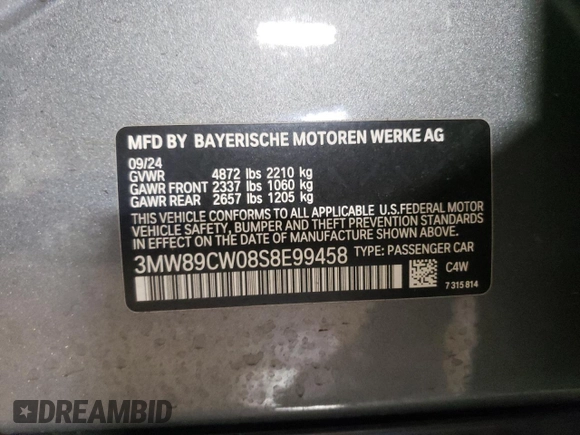 MFD BY BAYERISCHE MOTOREN WERKE AG
09/24
GVWR 4872 lbs 2210 kg
GAWR FRONT 2337 lbs 1060 kg
GAWR REAR 2657 lbs 1205 kg
THIS VEHICLE CONFORMS TO ALL APPLICABLE U.S.FEDERAL MOTOR
VEHICLE SAFETY, BUMPER, AND THEFT PREVENTION STANDARDS
IN EFFECT ON THE DATE OF MANUFACTURE SHOWN ABOVE.
3MW89CW08S8E99458 TYPE: PASSENGER CAR
C4W
7 315 814
DREAMBID